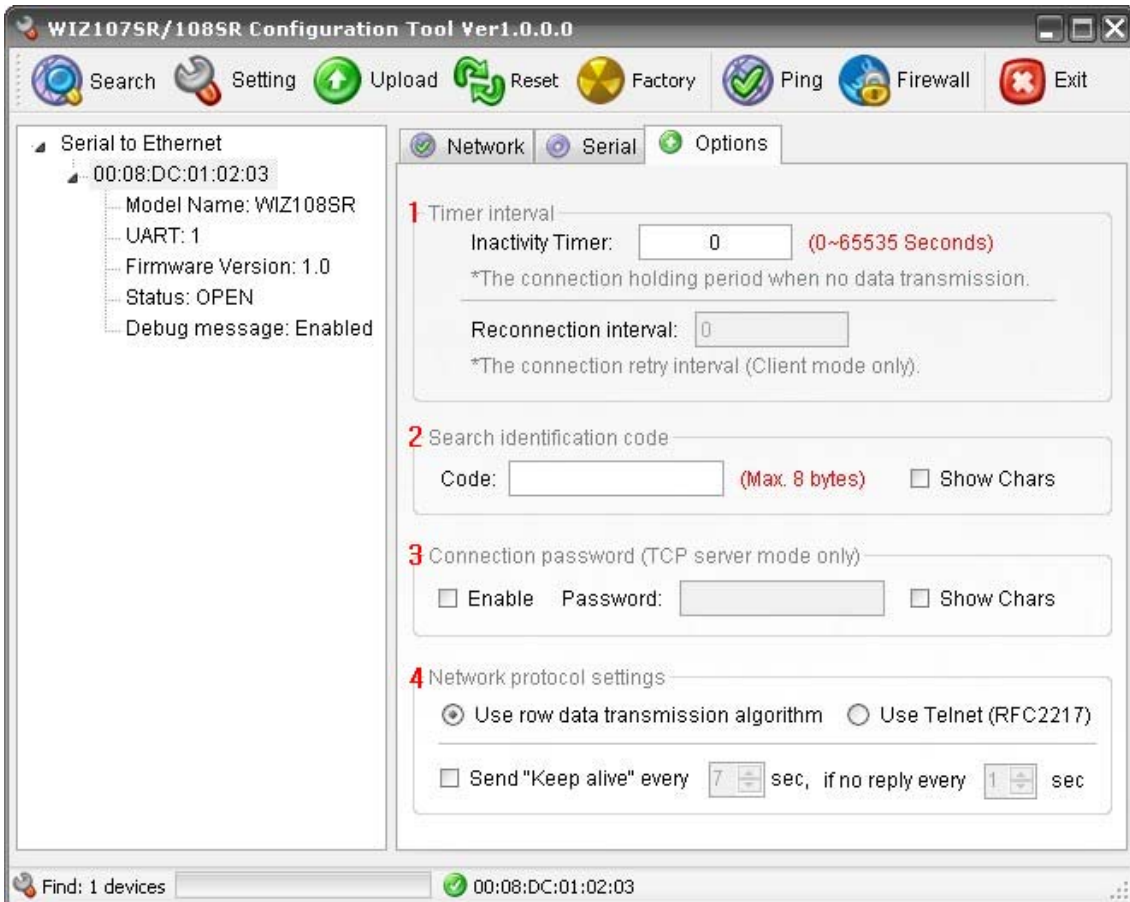 WIZ107SR/108SR Configuration Tool Ver1.0.0.0
Search Setting Upload Reset Factory Ping Firewall Exit
Serial to Ethernet
00:08:DC:01:02:03
Model Name: WIZ108SR
UART: 1
Firmware Version: 1.0
Status: OPEN
Debug message: Enabled
Network Serial Options
1 Timer interval
Inactivity Timer: 0 (0~65535 Seconds)
*The connection holding period when no data transmission.
Reconnection interval: 0
*The connection retry interval (Client mode only).
2 Search identification code
Code: (Max. 8 bytes) Show Chars
3 Connection password (TCP server mode only)
Enable Password: Show Chars
4 Network protocol settings
Use row data transmission algorithm Use Telnet (RFC2217)
Send "Keep alive" every 7 sec, if no reply every 1 sec
Find: 1 devices 00:08:DC:01:02:03